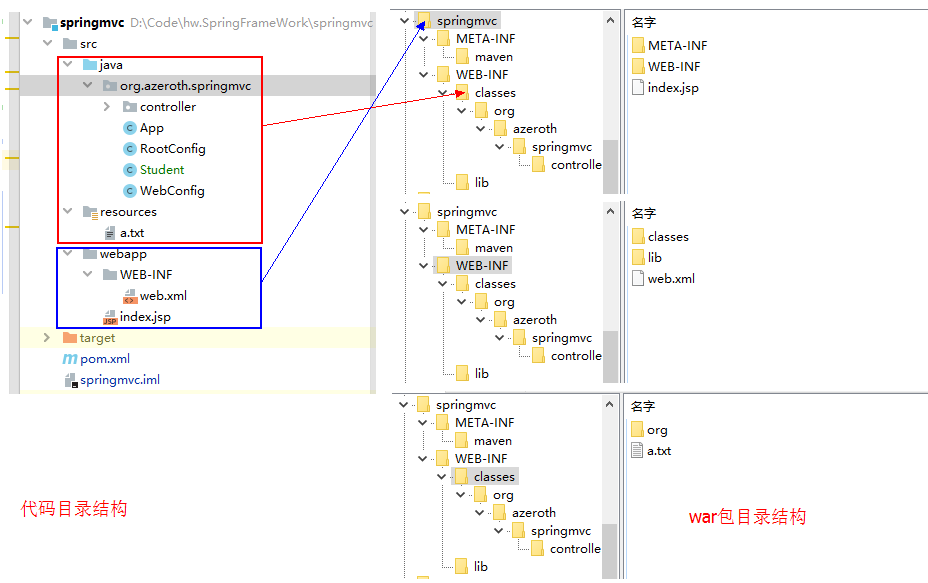 springmvc D:\Code\hw.SpringFrameWork\springmvc
src
java
org.azeroth.springmvc
controller
App
RootConfig
Student
WebConfig
resources
a.txt
webapp
WEB-INF
web.xml
index.jsp
target
pom.xml
springmvc.iml
代码目录结构
springmvc
META-INF
maven
WEB-INF
classes
org
azeroth
springmvc
controlle
lib
名字
META-INF
WEB-INF
index.jsp
springmvc
META-INF
maven
WEB-INF
classes
org
azeroth
springmvc
controlle
lib
名字
classes
lib
web.xml
springmvc
META-INF
maven
WEB-INF
classes
org
azeroth
springmvc
controlle
lib
名字
org
a.txt
war包目录结构